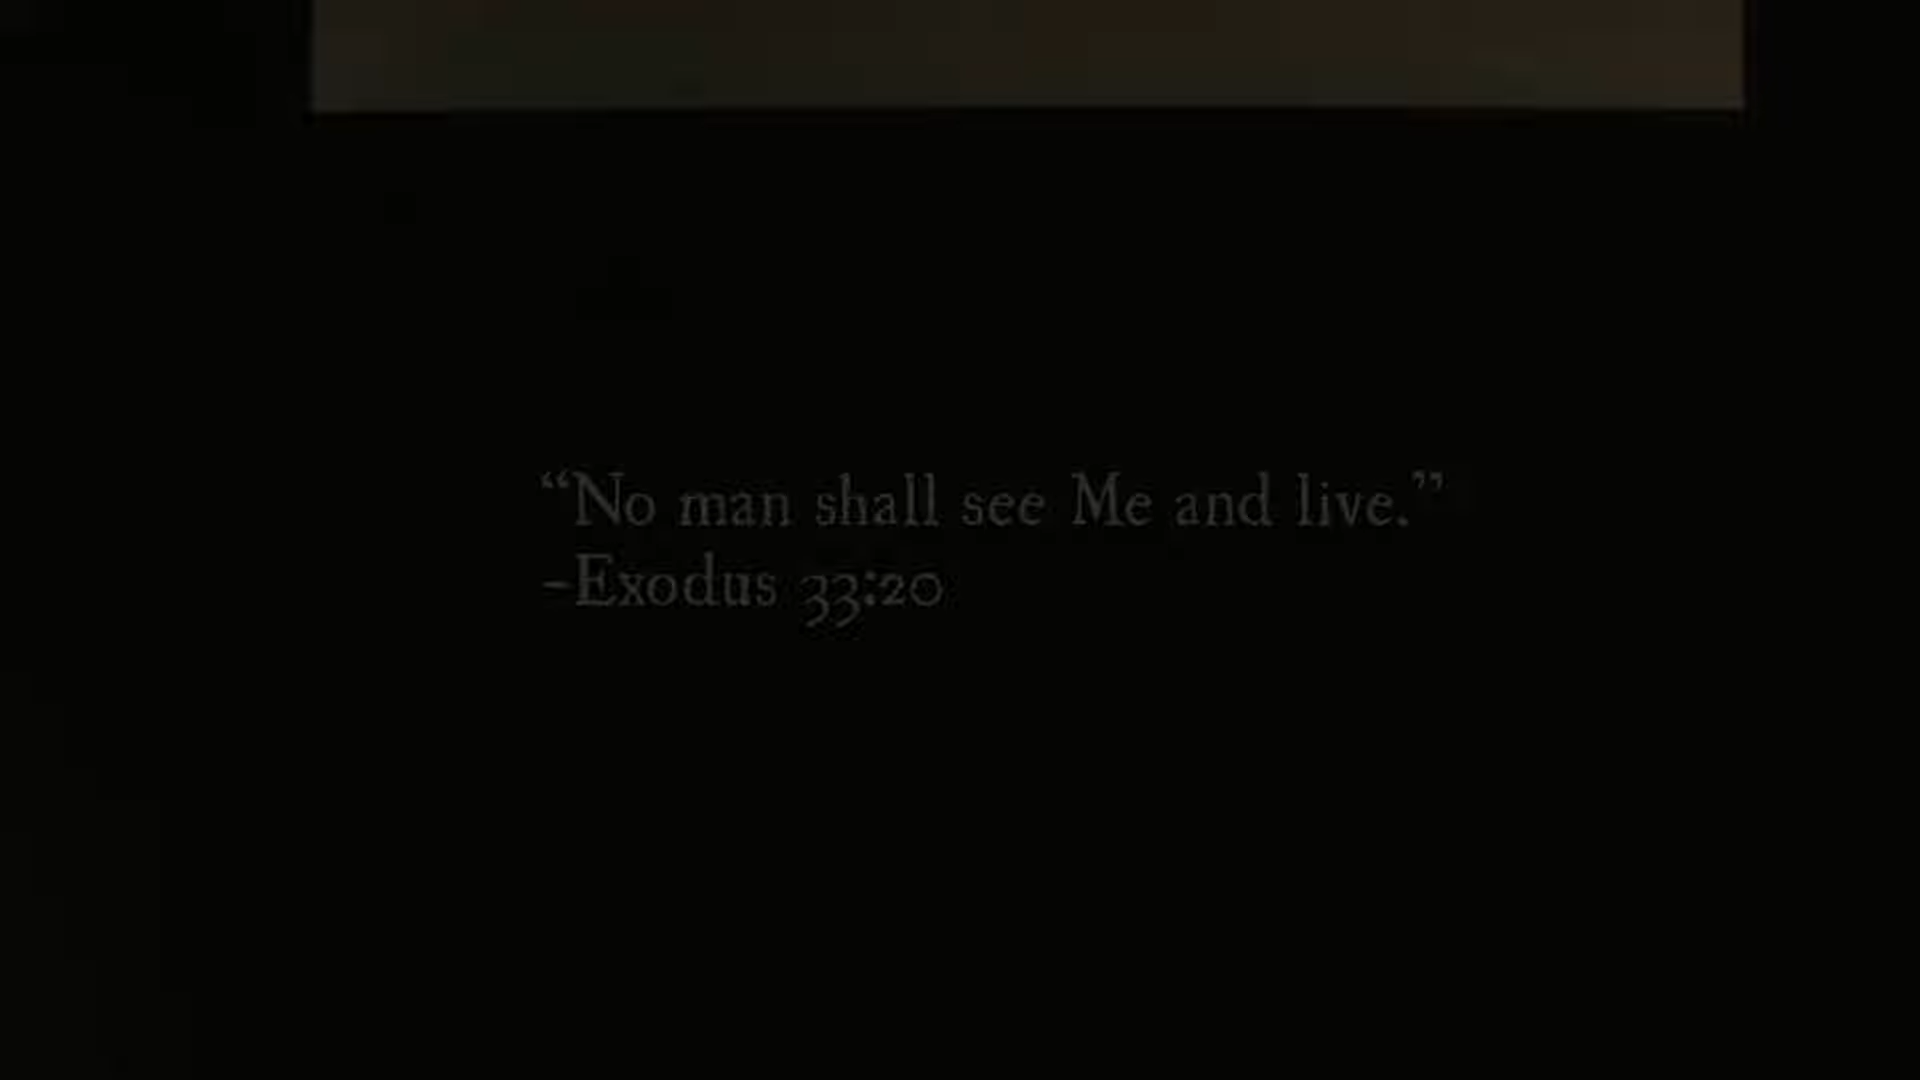 “No man shall see Me and live.”
–Exodus 33:20